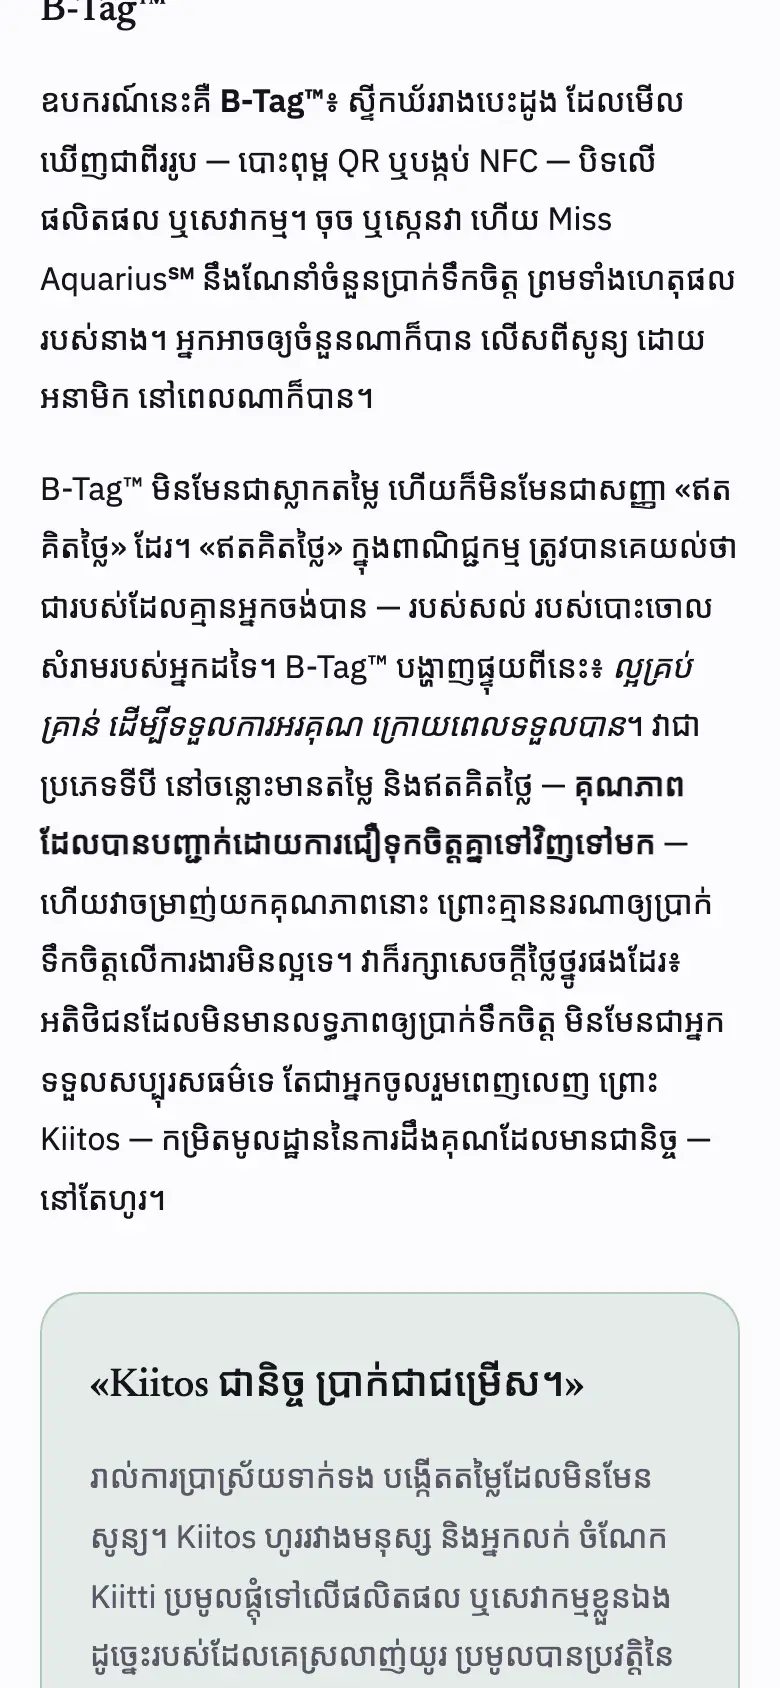 B-Tag™
ឧបករណ៍នេះគឺ B-Tag™៖ ស្ទីកឃ័ររាងបេះដូង ដែលមើល
ឃើញជាពីររូប — បោះពុម្ព QR ឬបង្កប់ NFC — បិទលើ
ផលិតផល ឬសេវាកម្ម។ ចុច ឬស្កេនវា ហើយ Miss
Aquarius℠ នឹងណែនាំចំនួនប្រាក់ទឹកចិត្ត ព្រមទាំងហេតុផល
របស់នាង។ អ្នកអាចឲ្យចំនួនណាក៏បាន លើសពីសូន្យ ដោយ
អនាមិក នៅពេលណាក៏បាន។
B-Tag™ មិនមែនជាស្លាកតម្លៃ ហើយក៏មិនមែនជាសញ្ញា «ឥត
គិតថ្លៃ» ដែរ។ «ឥតគិតថ្លៃ» ក្នុងពាណិជ្ជកម្ម ត្រូវបានគេយល់ថា
ជារបស់ដែលគ្មានអ្នកចង់បាន — របស់សល់ របស់បោះចោល
សំរាមរបស់អ្នកដទៃ។ B-Tag™ បង្ហាញផ្ទុយពីនេះ៖ ល្អគ្រប់
គ្រាន់ ដើម្បីទទួលការអរគុណ ក្រោយពេលទទួលបាន។ វាជា
ប្រភេទទីបី នៅចន្លោះមានតម្លៃ និងឥតគិតថ្លៃ — គុណភាព
ដែលបានបញ្ជាក់ដោយការជឿទុកចិត្តគ្នាទៅវិញទៅមក —
ហើយវាចម្រាញ់យកគុណភាពនោះ ព្រោះគ្មាននរណាឲ្យប្រាក់
ទឹកចិត្តលើការងារមិនល្អទេ។ វាក៏រក្សាសេចក្តីថ្លៃថ្នូរផងដែរ៖
អតិថិជនដែលមិនមានលទ្ធភាពឲ្យប្រាក់ទឹកចិត្ត មិនមែនជាអ្នក
ទទួលសប្បុរសធម៌ទេ តែជាអ្នកចូលរួមពេញលេញ ព្រោះ
Kiitos — កម្រិតមូលដ្ឋាននៃការដឹងគុណដែលមានជានិច្ច —
នៅតែហូរ។
«Kiitos ជានិច្ច ប្រាក់ជាជម្រើស។»
រាល់ការប្រាស្រ័យទាក់ទង បង្កើតតម្លៃដែលមិនមែន
សូន្យ។ Kiitos ហូររវាងមនុស្ស និងអ្នកលក់ ចំណែក
Kiitti ប្រមូលផ្តុំទៅលើផលិតផល ឬសេវាកម្មខ្លួនឯង
ដូច្នេះរបស់ដែលគេស្រលាញ់យូរ ប្រមូលបានប្រវត្តិនៃ